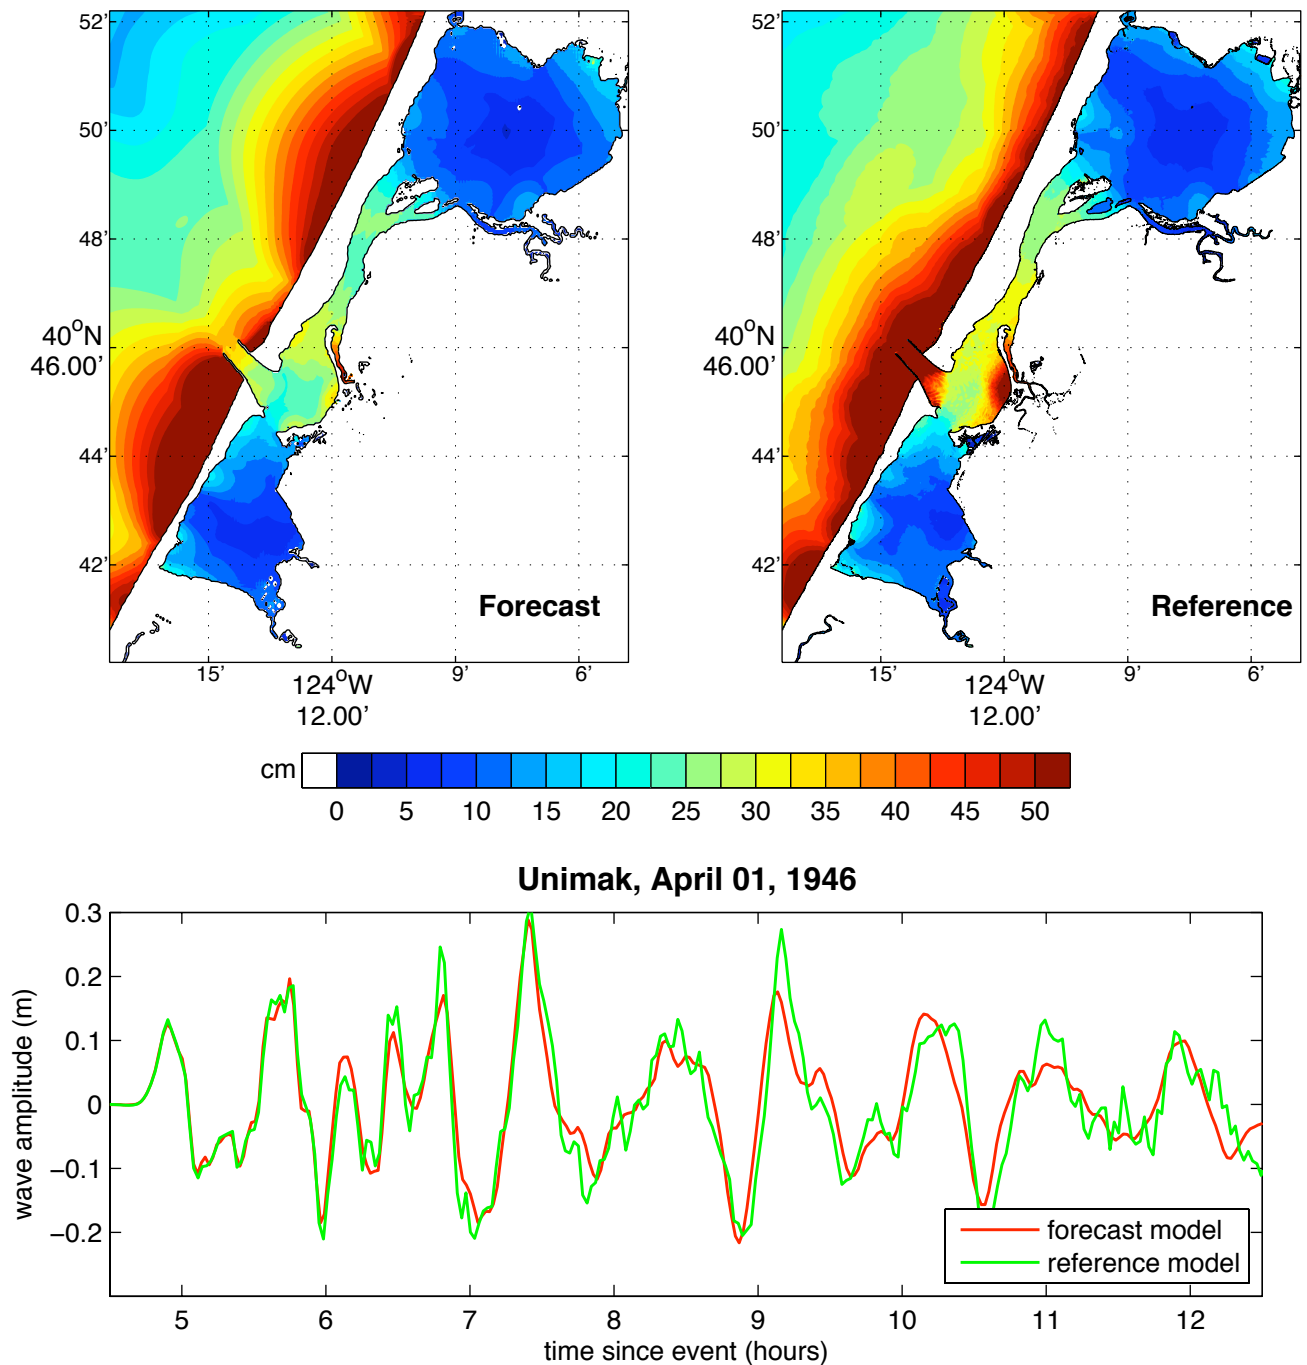 52'
50'
48'
40°N
46.00'
44'
42'
Forecast
15'
124°W
12.00'
9'
6'
52'
50'
48'
40°N
46.00'
44'
42'
Reference
15'
124°W
12.00'
9'
6'
cm
0 5 10 15 20 25 30 35 40 45 50
Unimak, April 01, 1946
wave amplitude (m)
0.3
0.2
0.1
0
−0.1
−0.2
forecast model
reference model
5 6 7 8 9 10 11 12
time since event (hours)